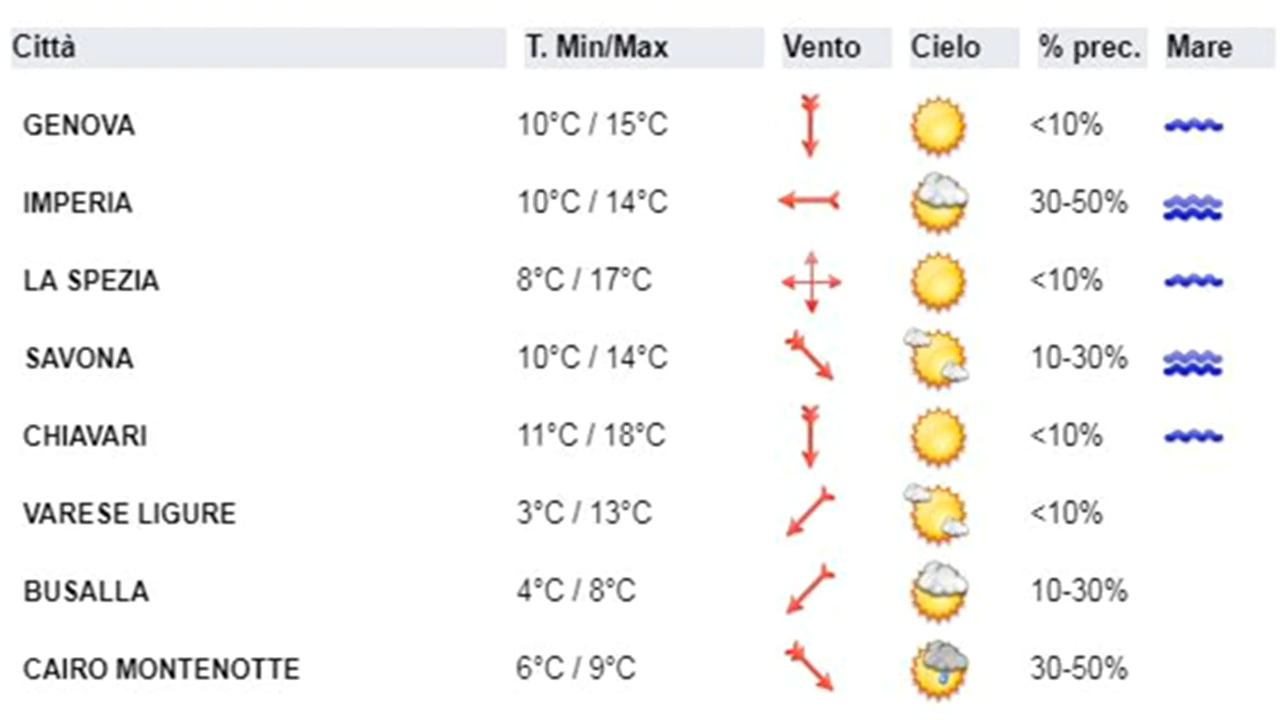 Città T. Min/Max Vento Cielo % prec. Mare
GENOVA 10°C / 15°C <10%
IMPERIA 10°C / 14°C 30-50%
LA SPEZIA 8°C / 17°C <10%
SAVONA 10°C / 14°C 10-30%
CHIAVARI 11°C / 18°C <10%
VARESE LIGURE 3°C / 13°C <10%
BUSALLA 4°C / 8°C 10-30%
CAIRO MONTENOTTE 6°C / 9°C 30-50%